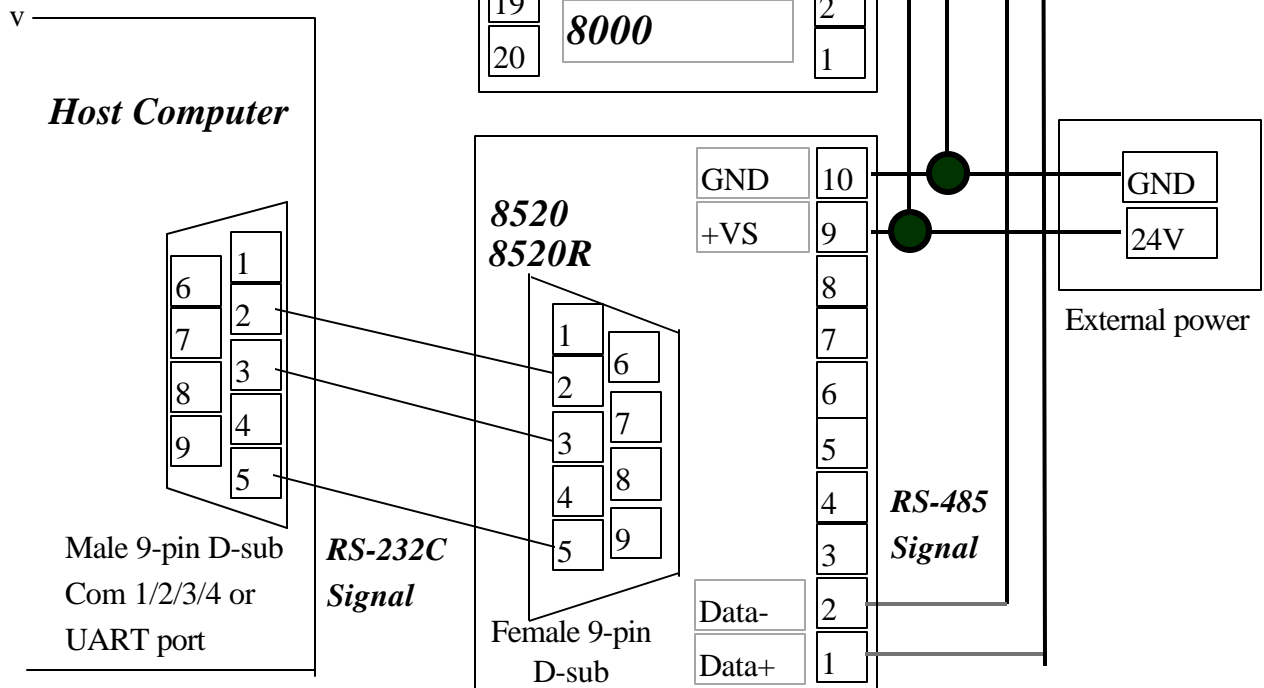 v
19
8000
20
2
1
Host Computer
GND
10
GND
+VS
9
24V
8520
8520R
8
7
6
5
4
3
External power
1
6
2
7
3
8
4
9
5
1
6
2
7
3
8
4
9
5
RS-485
Signal
Male 9-pin D-sub
Com 1/2/3/4 or
UART port
RS-232C
Signal
Female 9-pin
D-sub
Data-
2
Data+
1